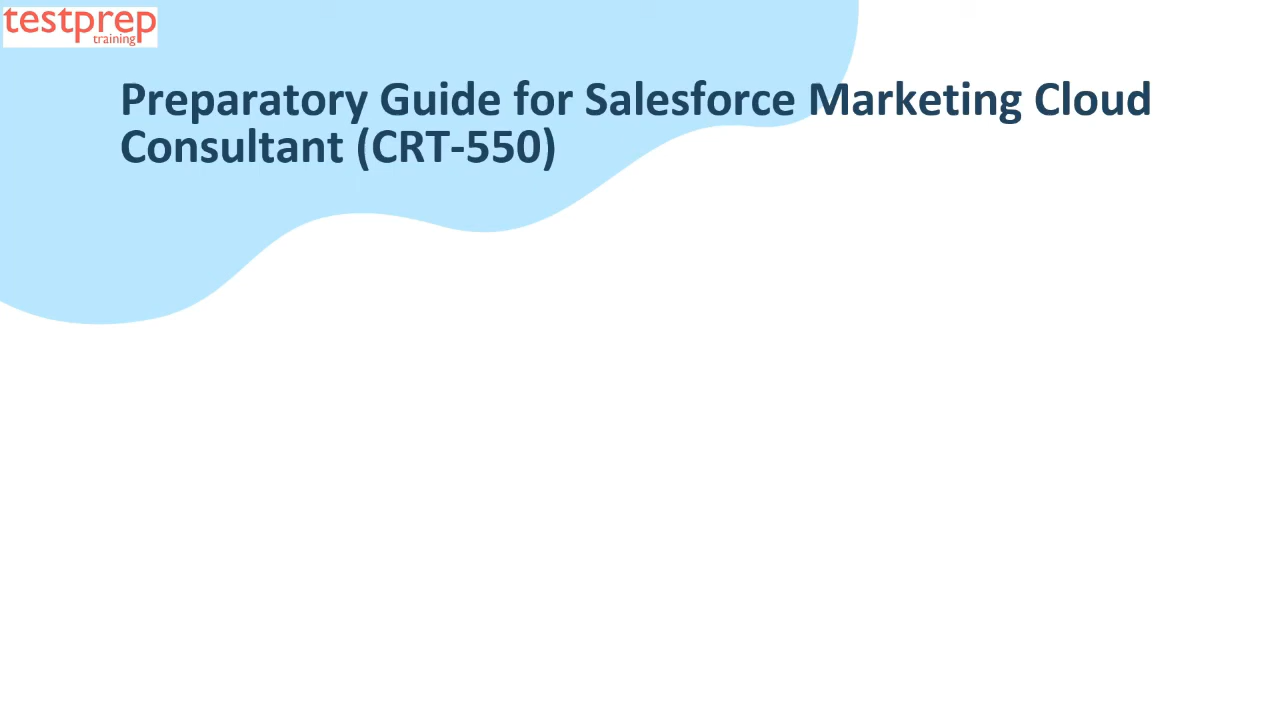 testprep
training
Preparatory Guide for Salesforce Marketing Cloud
Consultant (CRT-550)